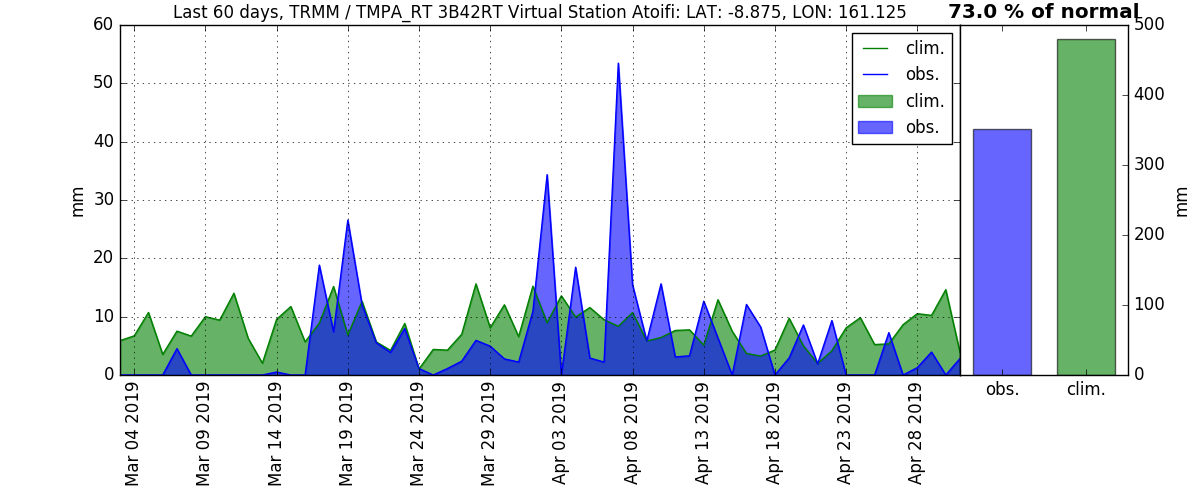 Last 60 days, TRMM / TMPA_RT 3B42RT Virtual Station Atoifi: LAT: -8.875, LON: 161.125
73.0 % of normal
60
50
40
30
20
10
0
mm
clim.
obs.
clim.
obs.
Mar 04 2019
Mar 09 2019
Mar 14 2019
Mar 19 2019
Mar 24 2019
Mar 29 2019
Apr 03 2019
Apr 08 2019
Apr 13 2019
Apr 18 2019
Apr 23 2019
Apr 28 2019
500
400
300
200
100
0
mm
obs.
clim.